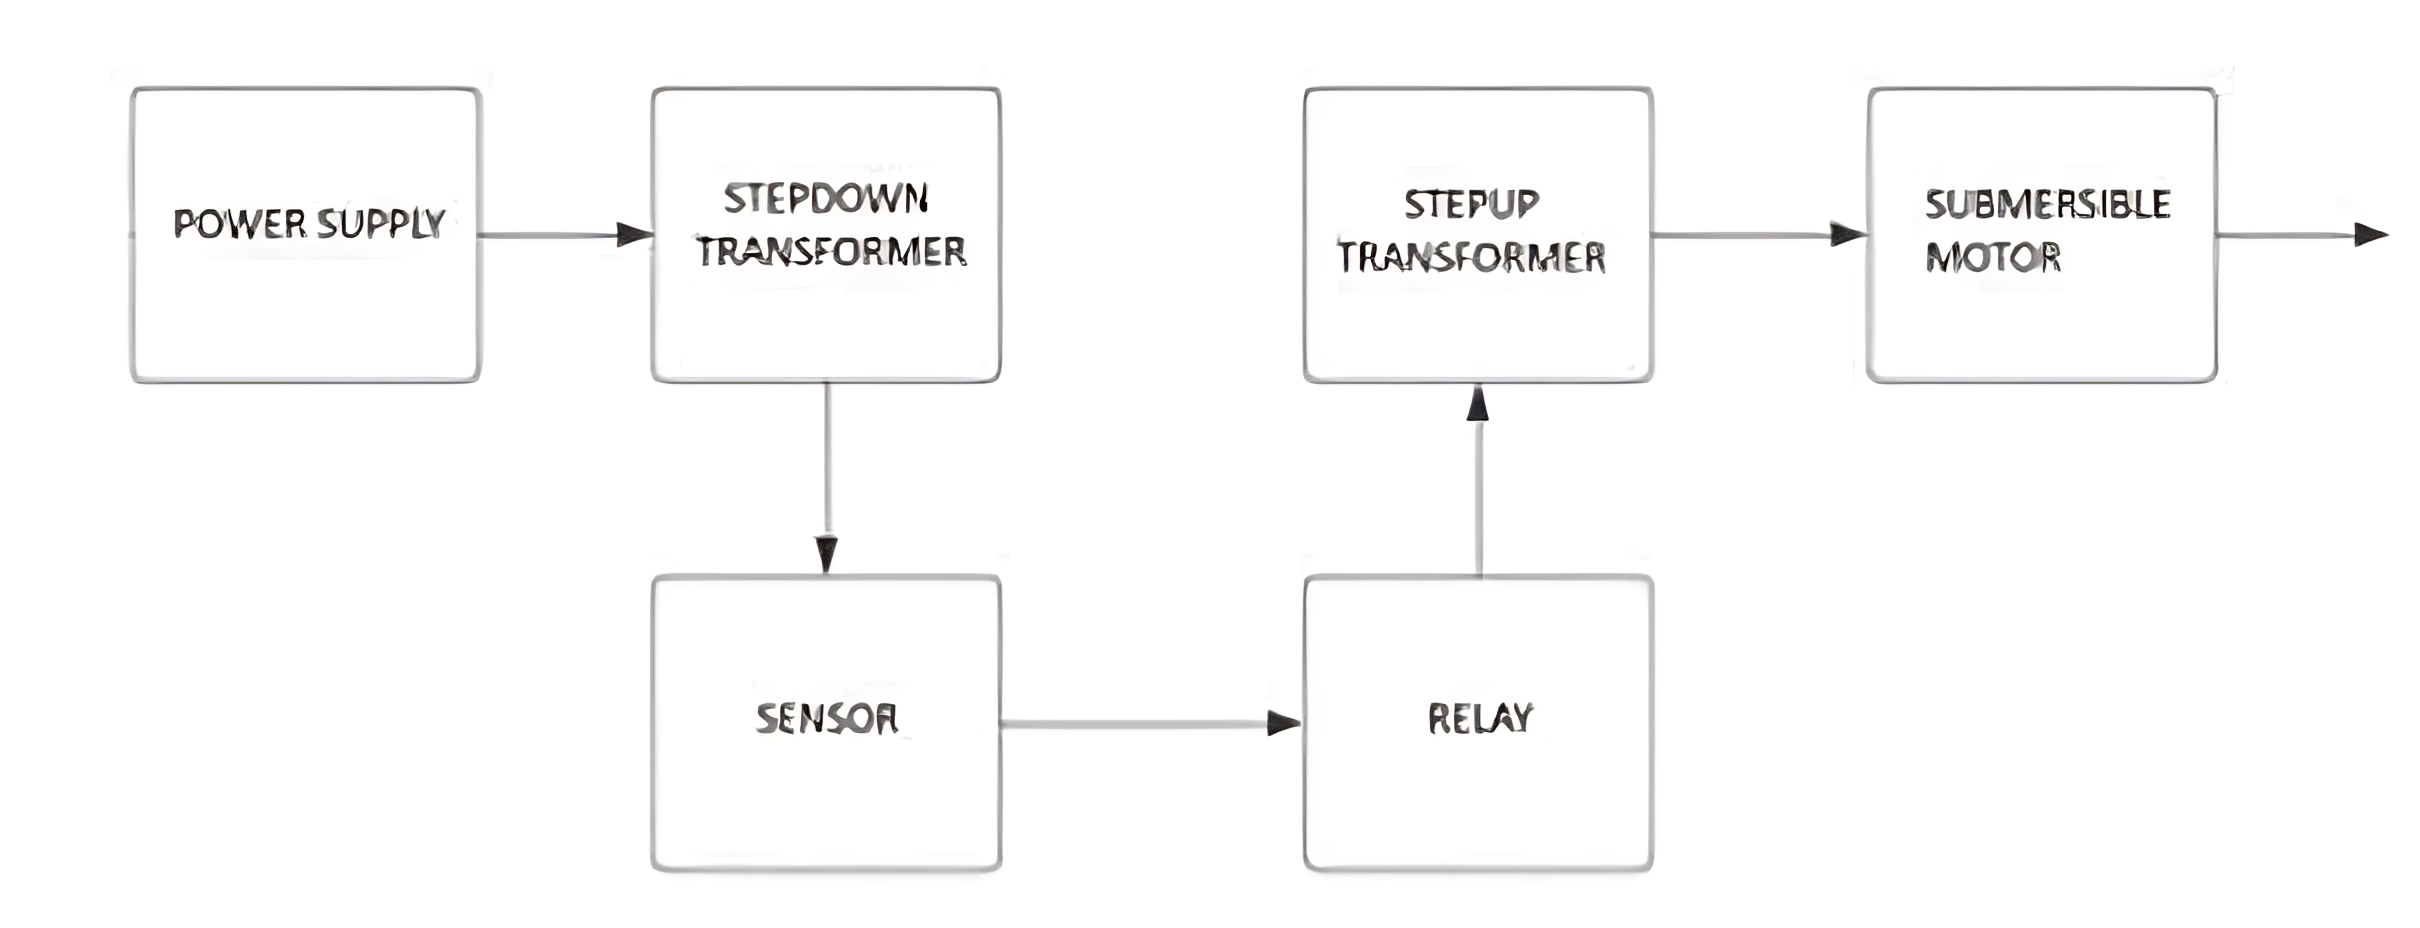 POWER SUPPLY
STEPDOWN
TRANSFORMER
STEPUP
TRANSFORMER
SUBMERSIBLE
MOTOR
SENSOR
RELAY